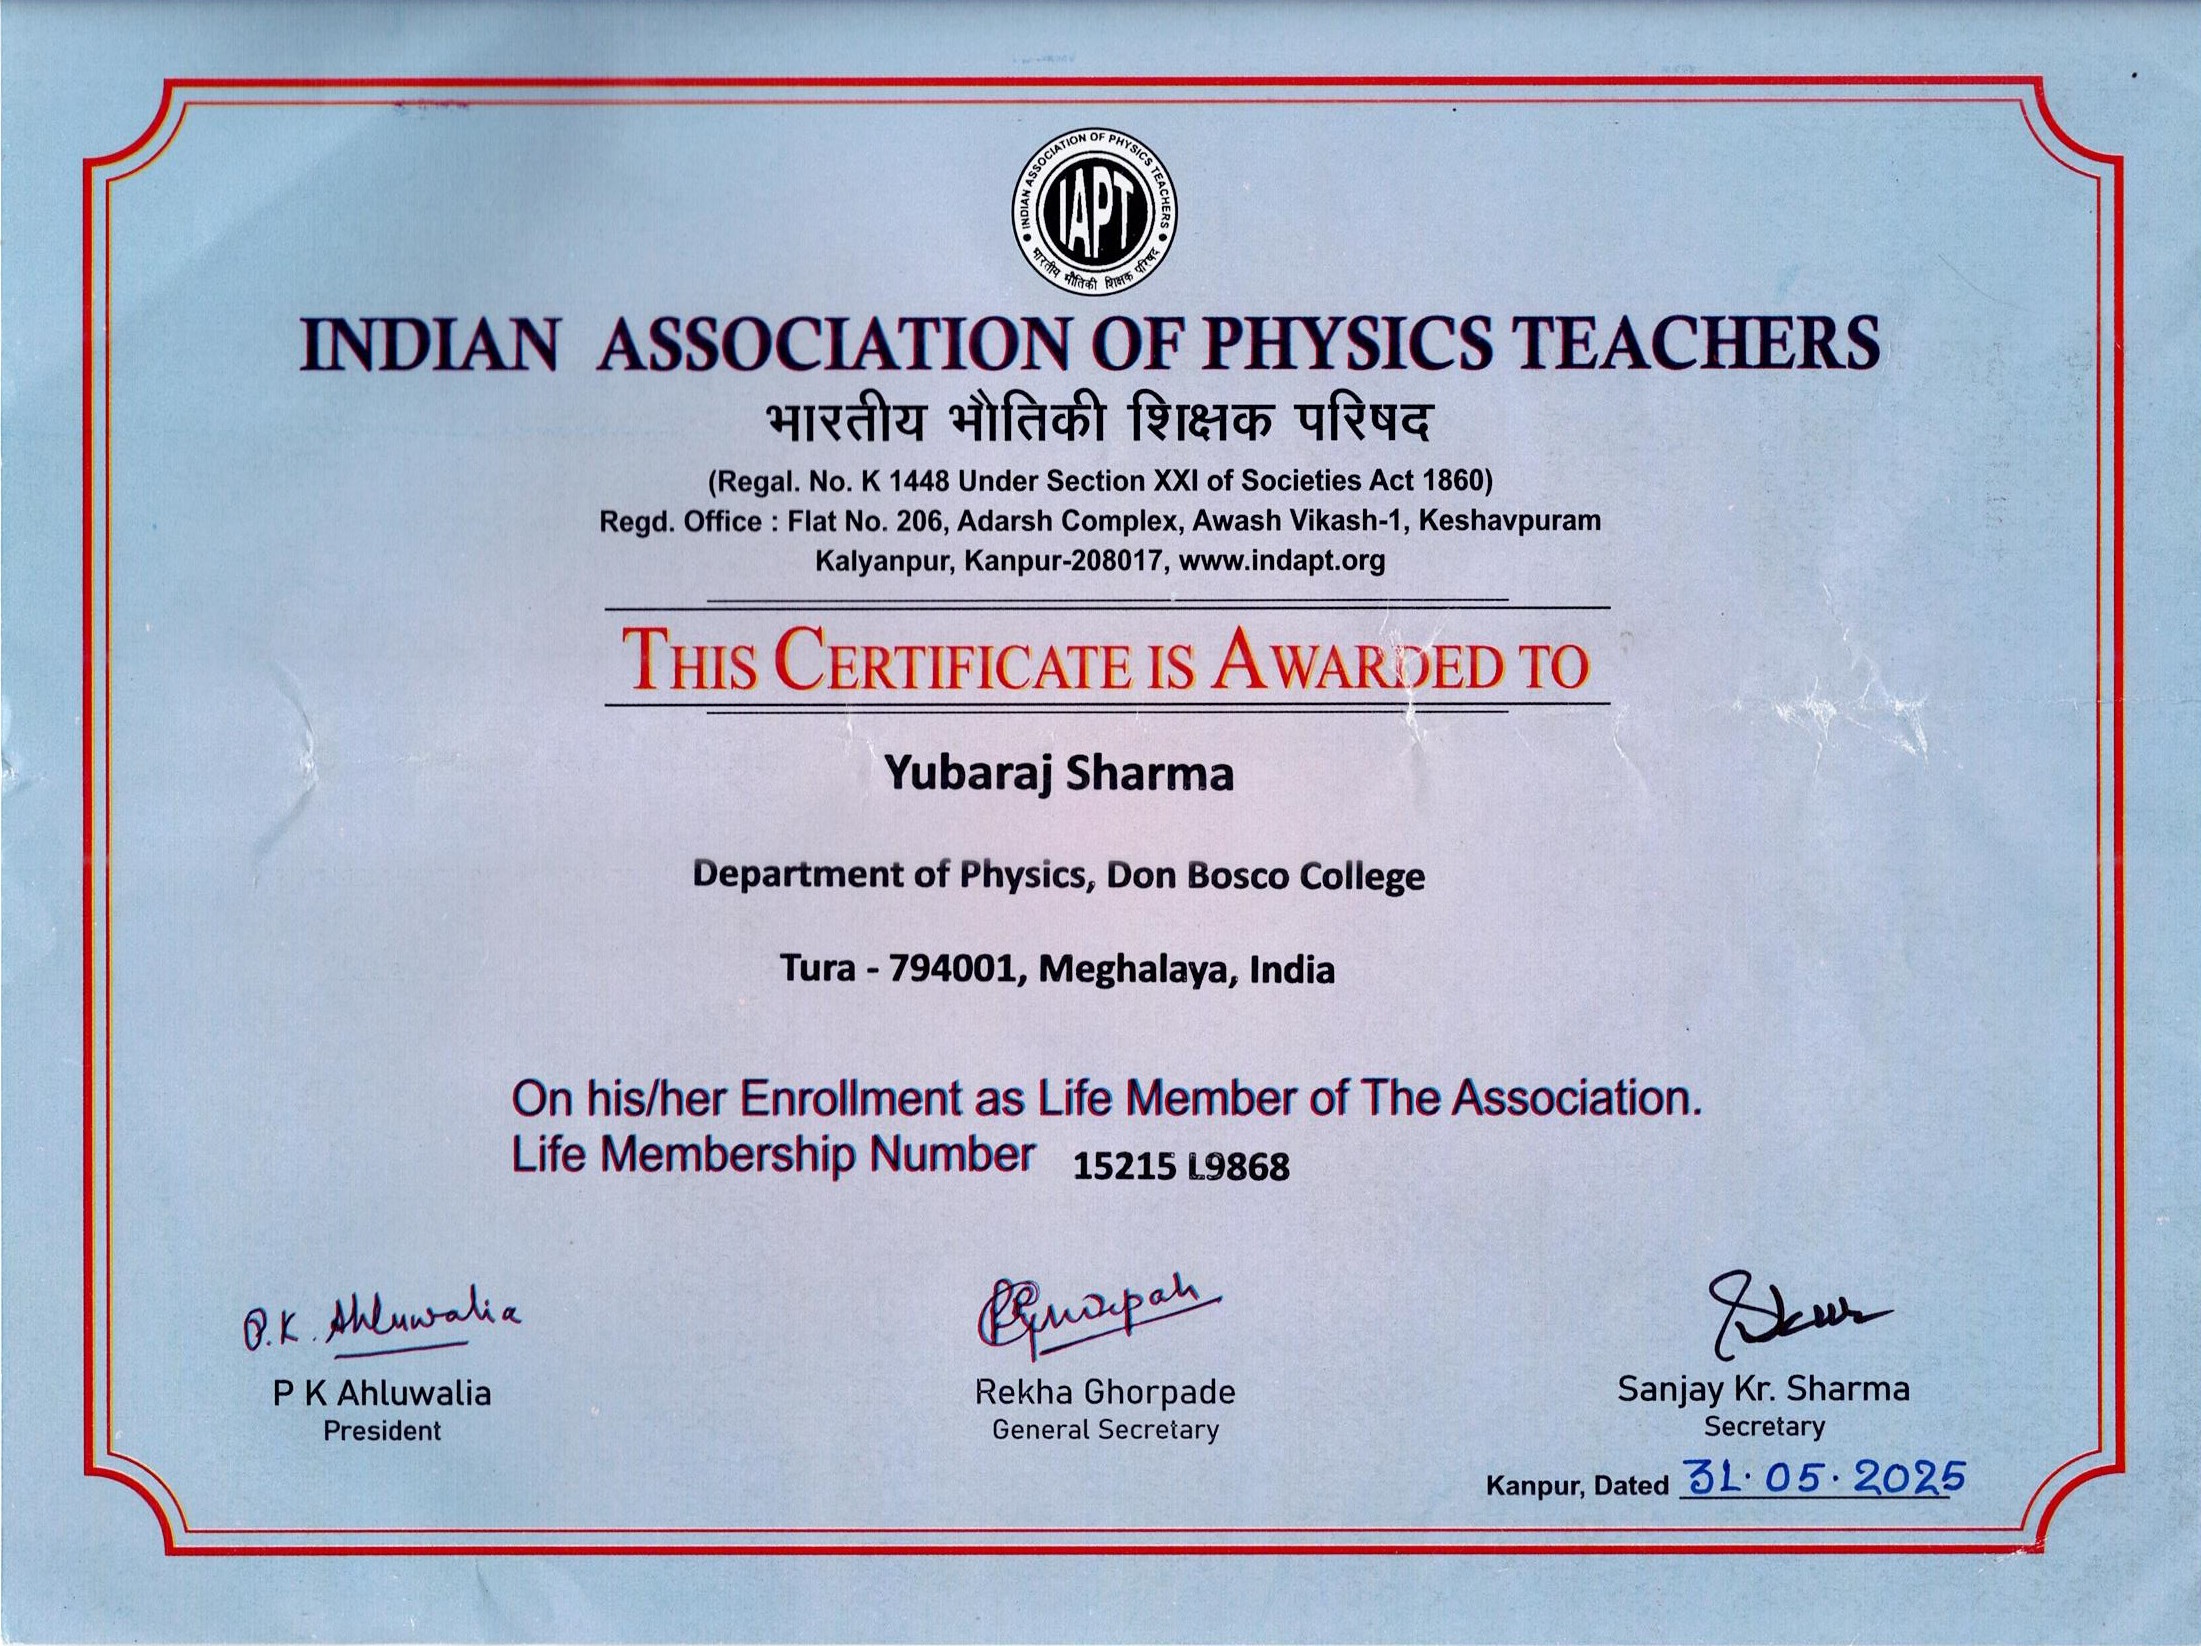 INDIAN ASSOCIATION OF PHYSICS TEACHERS
IAPT
भारतीय भौतिकी शिक्षक परिषद
INDIAN ASSOCIATION OF PHYSICS TEACHERS
भारतीय भौतिकी शिक्षक परिषद
(Regal. No. K 1448 Under Section XXI of Societies Act 1860)
Regd. Office : Flat No. 206, Adarsh Complex, Awash Vikash-1, Keshavpuram
Kalyanpur, Kanpur-208017, www.indapt.org
THIS CERTIFICATE IS AWARDED TO
Yubaraj Sharma
Department of Physics, Don Bosco College
Tura - 794001, Meghalaya, India
On his/her Enrollment as Life Member of The Association.
Life Membership Number 15215 L9868
P.K. Ahluwalia
P K Ahluwalia Rekha Ghorpade Sanjay Kr. Sharma
President General Secretary Secretary
Kanpur, Dated 31.05.2025